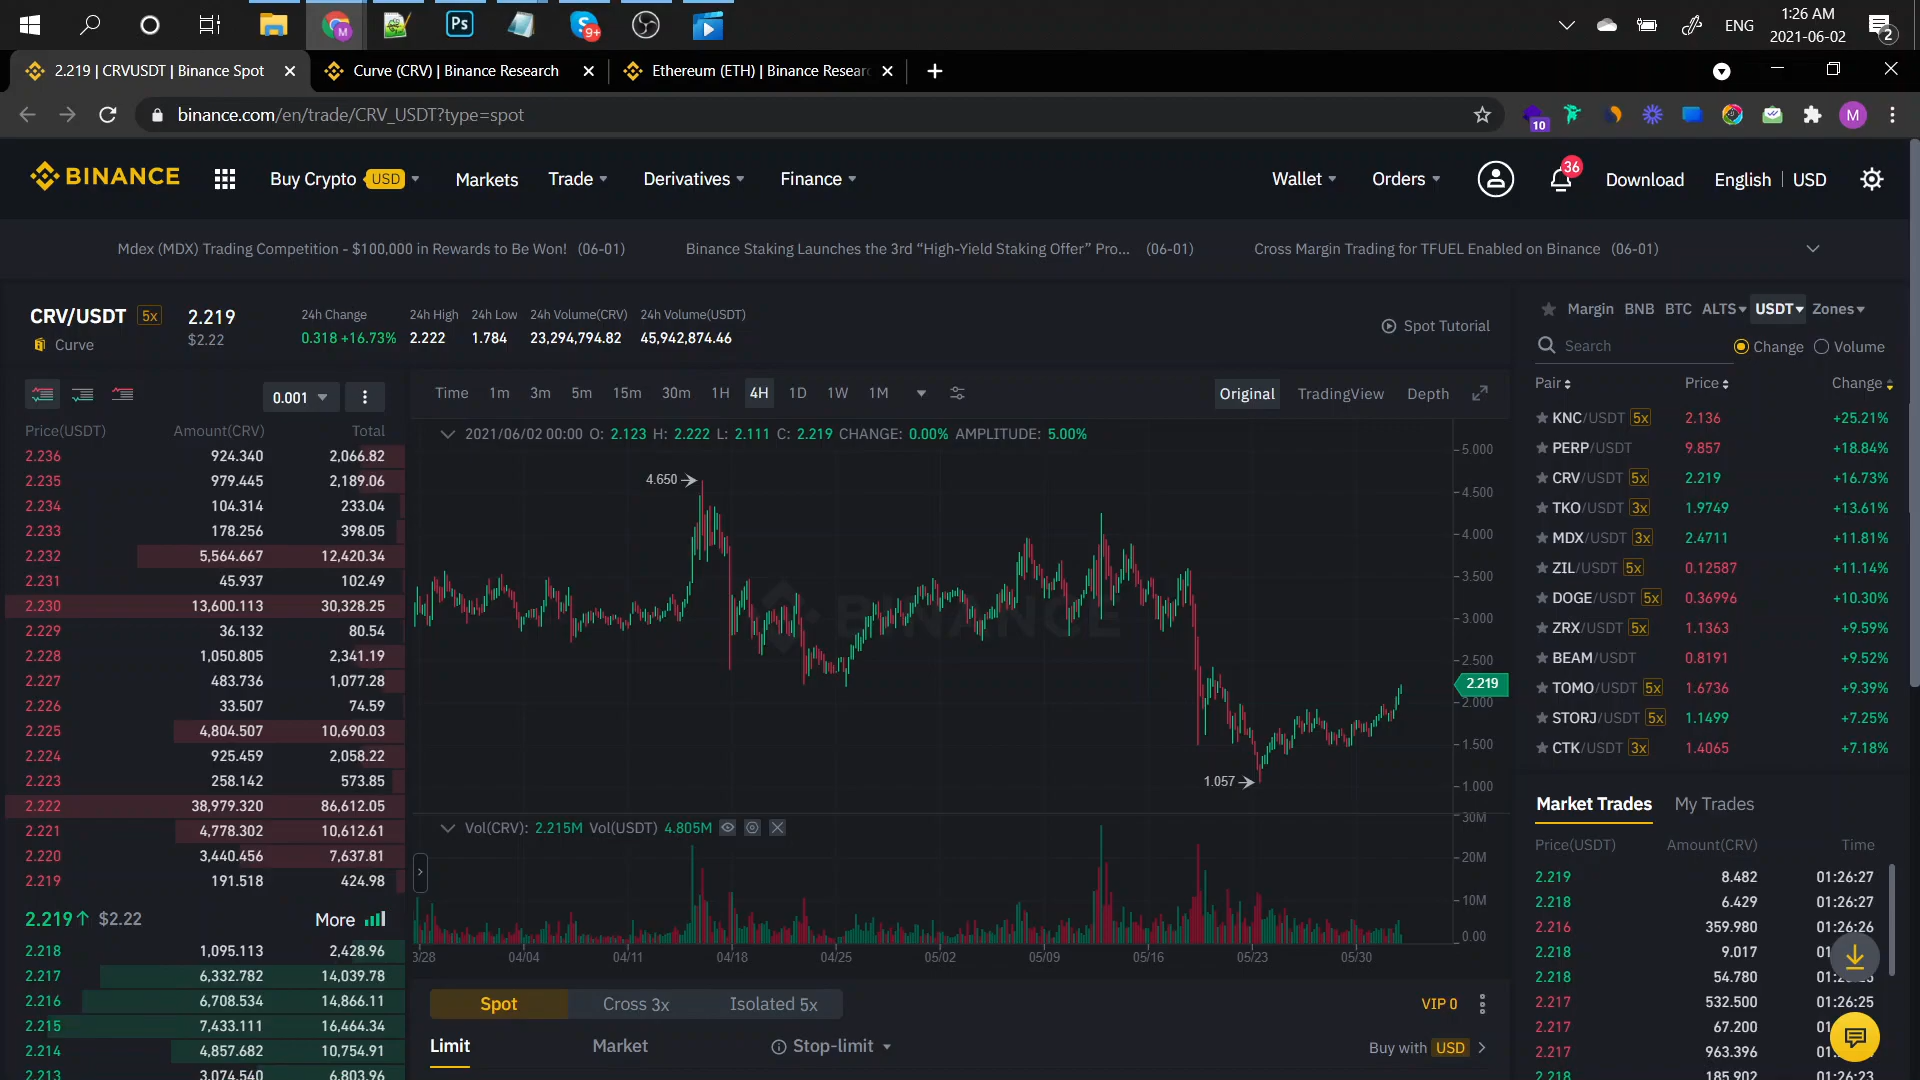 Ps
9+
ENG
1:26 AM
2021-06-02
2
2.219 | CRVUSDT | Binance Spot
Curve (CRV) | Binance Research
Ethereum (ETH) | Binance Resear
binance.com/en/trade/CRV_USDT?type=spot
10
M
BINANCE
Buy Crypto USD
Markets
Trade
Derivatives
Finance
Wallet
Orders
36
Download
English
USD
Mdex (MDX) Trading Competition - $100,000 in Rewards to Be Won! (06-01)
Binance Staking Launches the 3rd “High-Yield Staking Offer” Pro... (06-01)
Cross Margin Trading for TFUEL Enabled on Binance (06-01)
CRV/USDT 5x
Curve
2.219
$2.22
24h Change
0.318 +16.73%
24h High
2.222
24h Low
1.784
24h Volume(CRV)
23,294,794.82
24h Volume(USDT)
45,942,874.46
Spot Tutorial
0.001
Price(USDT) Amount(CRV) Total
2.236 924.340 2,066.82
2.235 979.445 2,189.06
2.234 104.314 233.04
2.233 178.256 398.05
2.232 5,564.667 12,420.34
2.231 45.937 102.49
2.230 13,600.113 30,328.25
2.229 36.132 80.54
2.228 1,050.805 2,341.19
2.227 483.736 1,077.28
2.226 33.507 74.59
2.225 4,804.507 10,690.03
2.224 925.459 2,058.22
2.223 258.142 573.85
2.222 38,979.320 86,612.05
2.221 4,778.302 10,612.61
2.220 3,440.456 7,637.81
2.219 191.518 424.98
2.219↑ $2.22 More
2.218 1,095.113 2,428.96
2.217 6,332.782 14,039.78
2.216 6,708.534 14,866.11
2.215 7,433.111 16,464.34
2.214 4,857.682 10,754.91
2.213 3,074.540 6,803.96
Time 1m 3m 5m 15m 30m 1H 4H 1D 1W 1M
Original TradingView Depth
2021/06/02 00:00 O: 2.123 H: 2.222 L: 2.111 C: 2.219 CHANGE: 0.00% AMPLITUDE: 5.00%
4.650
1.057
BINANCE
5.000
4.500
4.000
3.500
3.000
2.500
2.219
2.000
1.500
1.000
Vol(CRV): 2.215M Vol(USDT) 4.805M
30M
20M
10M
0.00
3/28 04/04 04/11 04/18 04/25 05/02 05/09 05/16 05/23 05/30
Spot
Cross 3x
Isolated 5x
VIP 0
Limit
Market
Stop-limit
Buy with USD
Margin BNB BTC ALTS USDT Zones
Search
Change
Volume
Pair Price Change
KNC/USDT 5x 2.136 +25.21%
PERP/USDT 9.857 +18.84%
CRV/USDT 5x 2.219 +16.73%
TKO/USDT 3x 1.9749 +13.61%
MDX/USDT 3x 2.4711 +11.81%
ZIL/USDT 5x 0.12587 +11.14%
DOGE/USDT 5x 0.36996 +10.30%
ZRX/USDT 5x 1.1363 +9.59%
BEAM/USDT 0.8191 +9.52%
TOMO/USDT 5x 1.6736 +9.39%
STORJ/USDT 5x 1.1499 +7.25%
CTK/USDT 3x 1.4065 +7.18%
Market Trades
My Trades
Price(USDT) Amount(CRV) Time
2.219 8.482 01:26:27
2.218 6.429 01:26:27
2.216 359.980 01:26:26
2.218 9.017
2.218 54.780
2.217 532.500 01:26:25
2.217 67.200
2.217 963.396
2.218 185.902 01:26:23